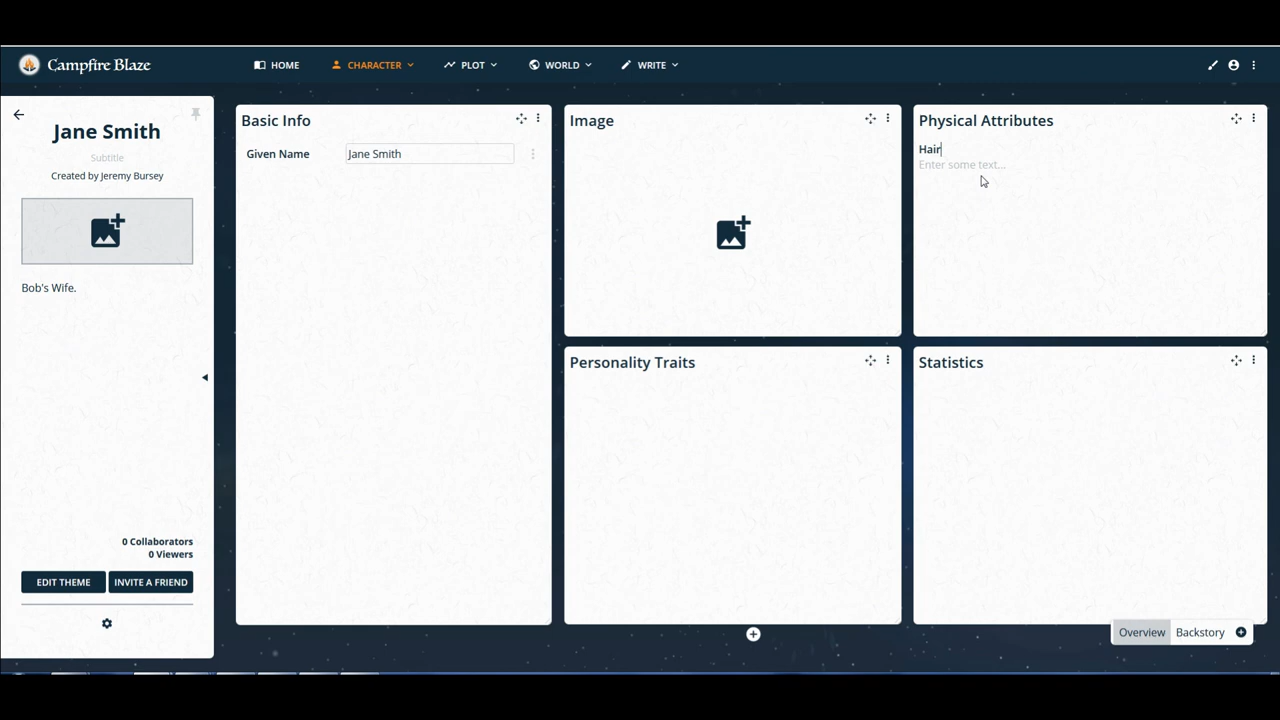 Campfire Blaze
HOME
CHARACTER
PLOT
WORLD
WRITE
Jane Smith
Subtitle
Created by Jeremy Bursey
Bob's Wife.
0 Collaborators
0 Viewers
EDIT THEME
INVITE A FRIEND
Basic Info
Given Name
Jane Smith
Image
Physical Attributes
Hair
Enter some text...
Personality Traits
Statistics
Overview
Backstory